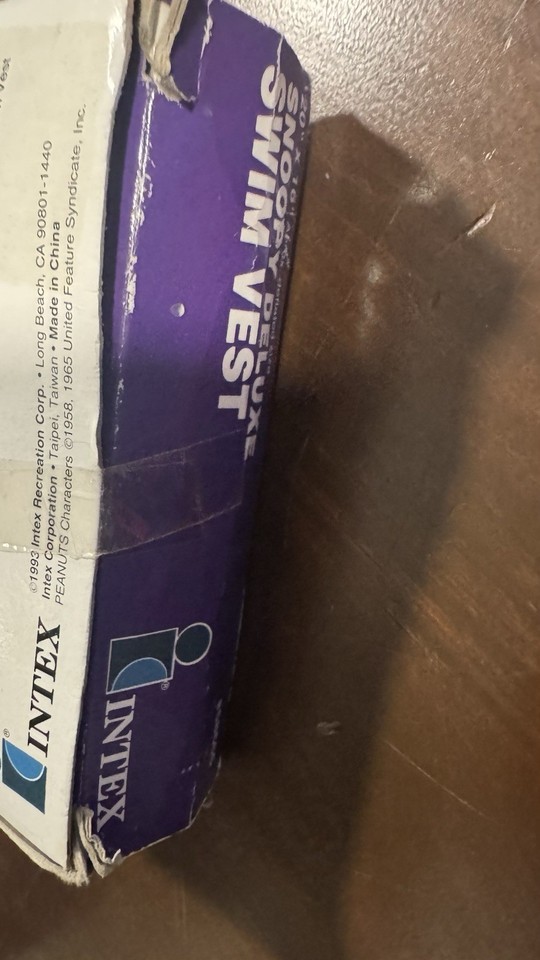 Vest
©1993 Intex Recreation Corp. • Long Beach, CA 90801-1440
Intex Corporation • Taipei, Taiwan • Made in China
PEANUTS Characters ©1958, 1965 United Feature Syndicate, Inc.
® INTEX
SNOOPY DELUXE
SWIM VEST
® INTEX